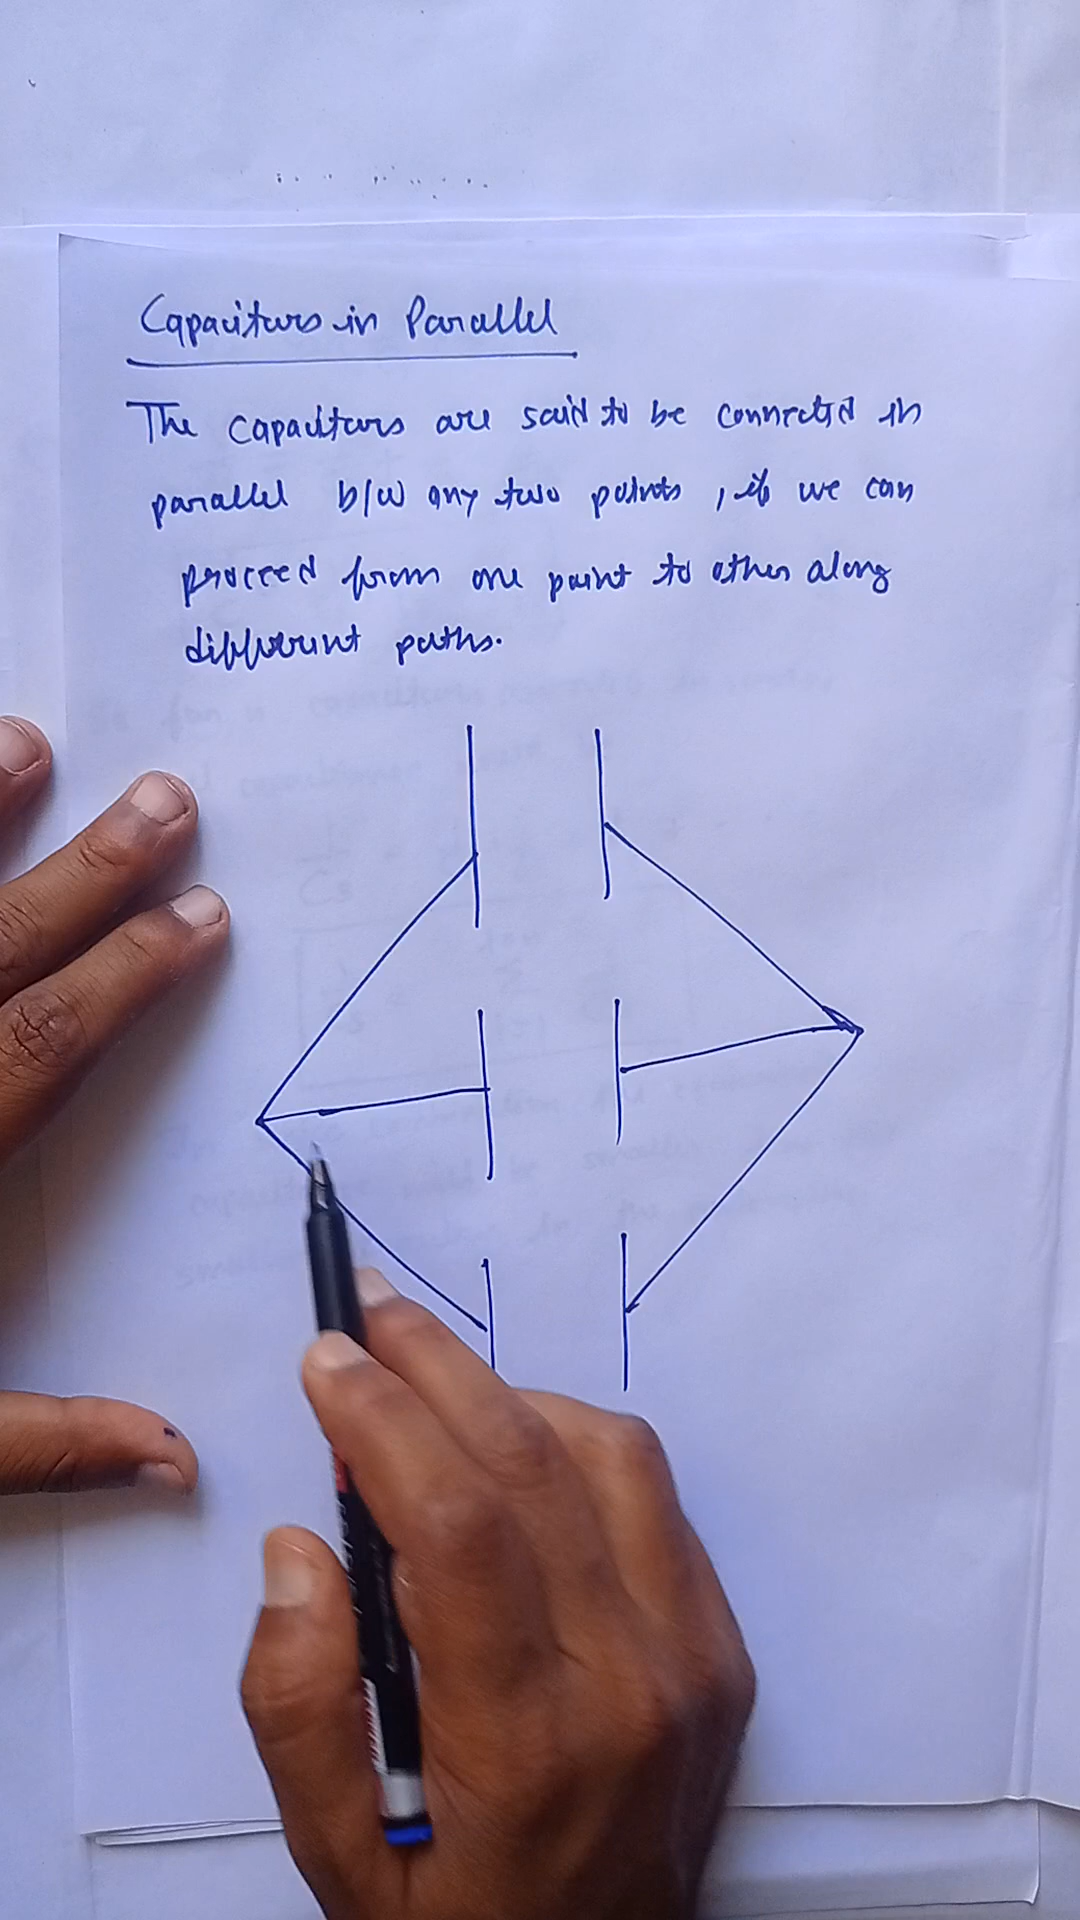 Capacitors in Parallel
The capacitors are said to be connected in
parallel b/w any two points, if we can
proceed from one point to other along
different paths.